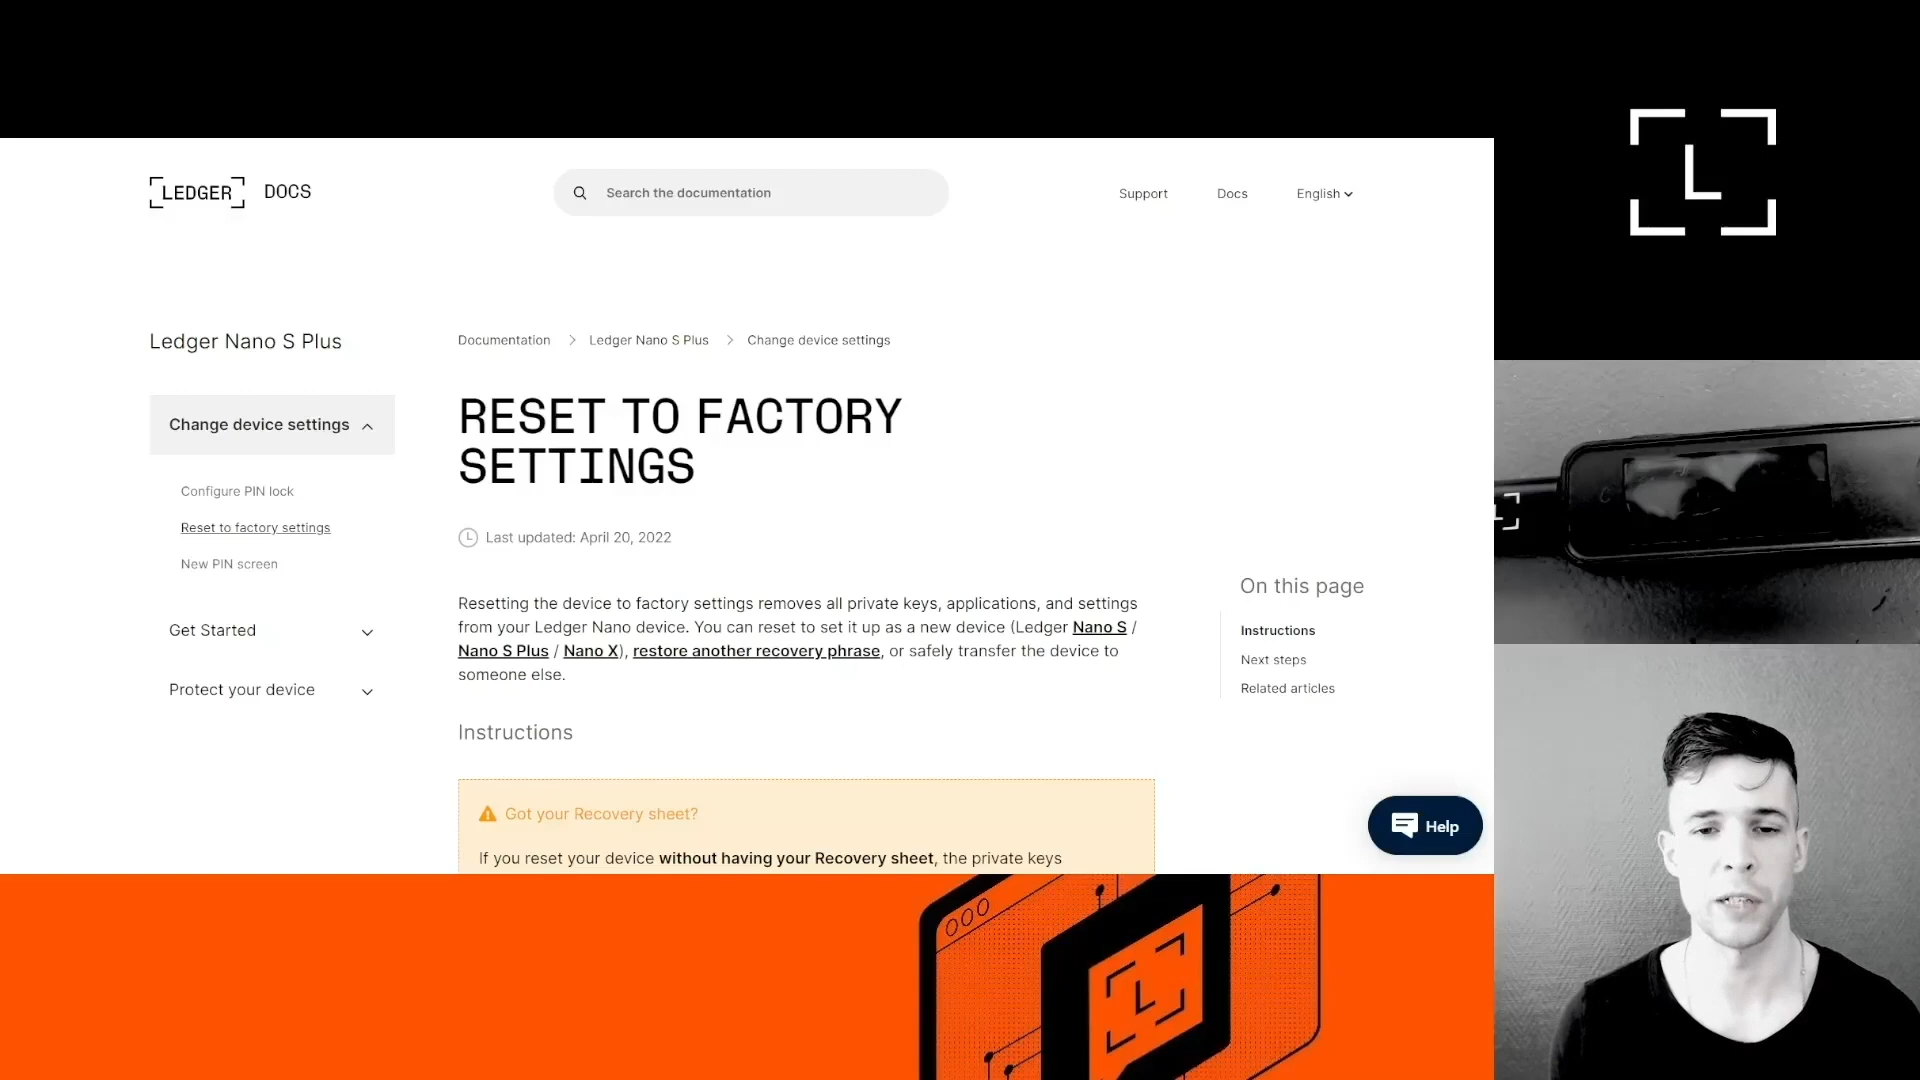 LEDGER DOCS
Search the documentation
Support
Docs
English
L
Ledger Nano S Plus
Change device settings
Configure PIN lock
Reset to factory settings
New PIN screen
Get Started
Protect your device
Documentation > Ledger Nano S Plus > Change device settings
RESET TO FACTORY
SETTINGS
Last updated: April 20, 2022
Resetting the device to factory settings removes all private keys, applications, and settings
from your Ledger Nano device. You can reset to set it up as a new device (Ledger Nano S /
Nano S Plus / Nano X), restore another recovery phrase, or safely transfer the device to
someone else.
Instructions
Got your Recovery sheet?
If you reset your device without having your Recovery sheet, the private keys
On this page
Instructions
Next steps
Related articles
Help
L